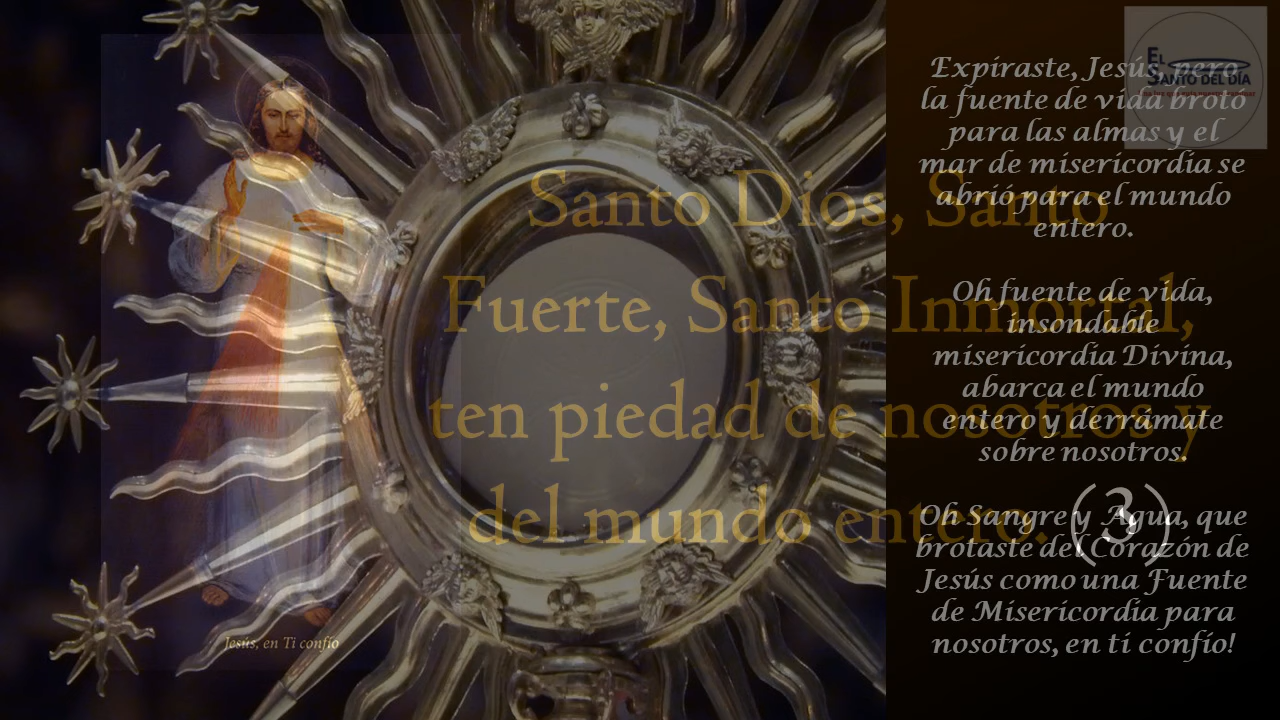 EL
SANTO DEL DÍA
Expiraste, Jesús, pero
la fuente de vida brotó
para las almas y el
mar de misericordia se
abrió para el mundo
entero.
Oh fuente de vida,
insondable
misericordia Divina,
abarca el mundo
entero y derrámate
sobre nosotros.
Oh Sangre y Agua, que
brotaste del Corazón de
Jesús como una Fuente
de Misericordia para
nosotros, en ti confío!
Santo Dios, Santo
Fuerte, Santo Inmortal,
ten piedad de nosotros y
del mundo entero.
(3)
Jesús, en Ti confío